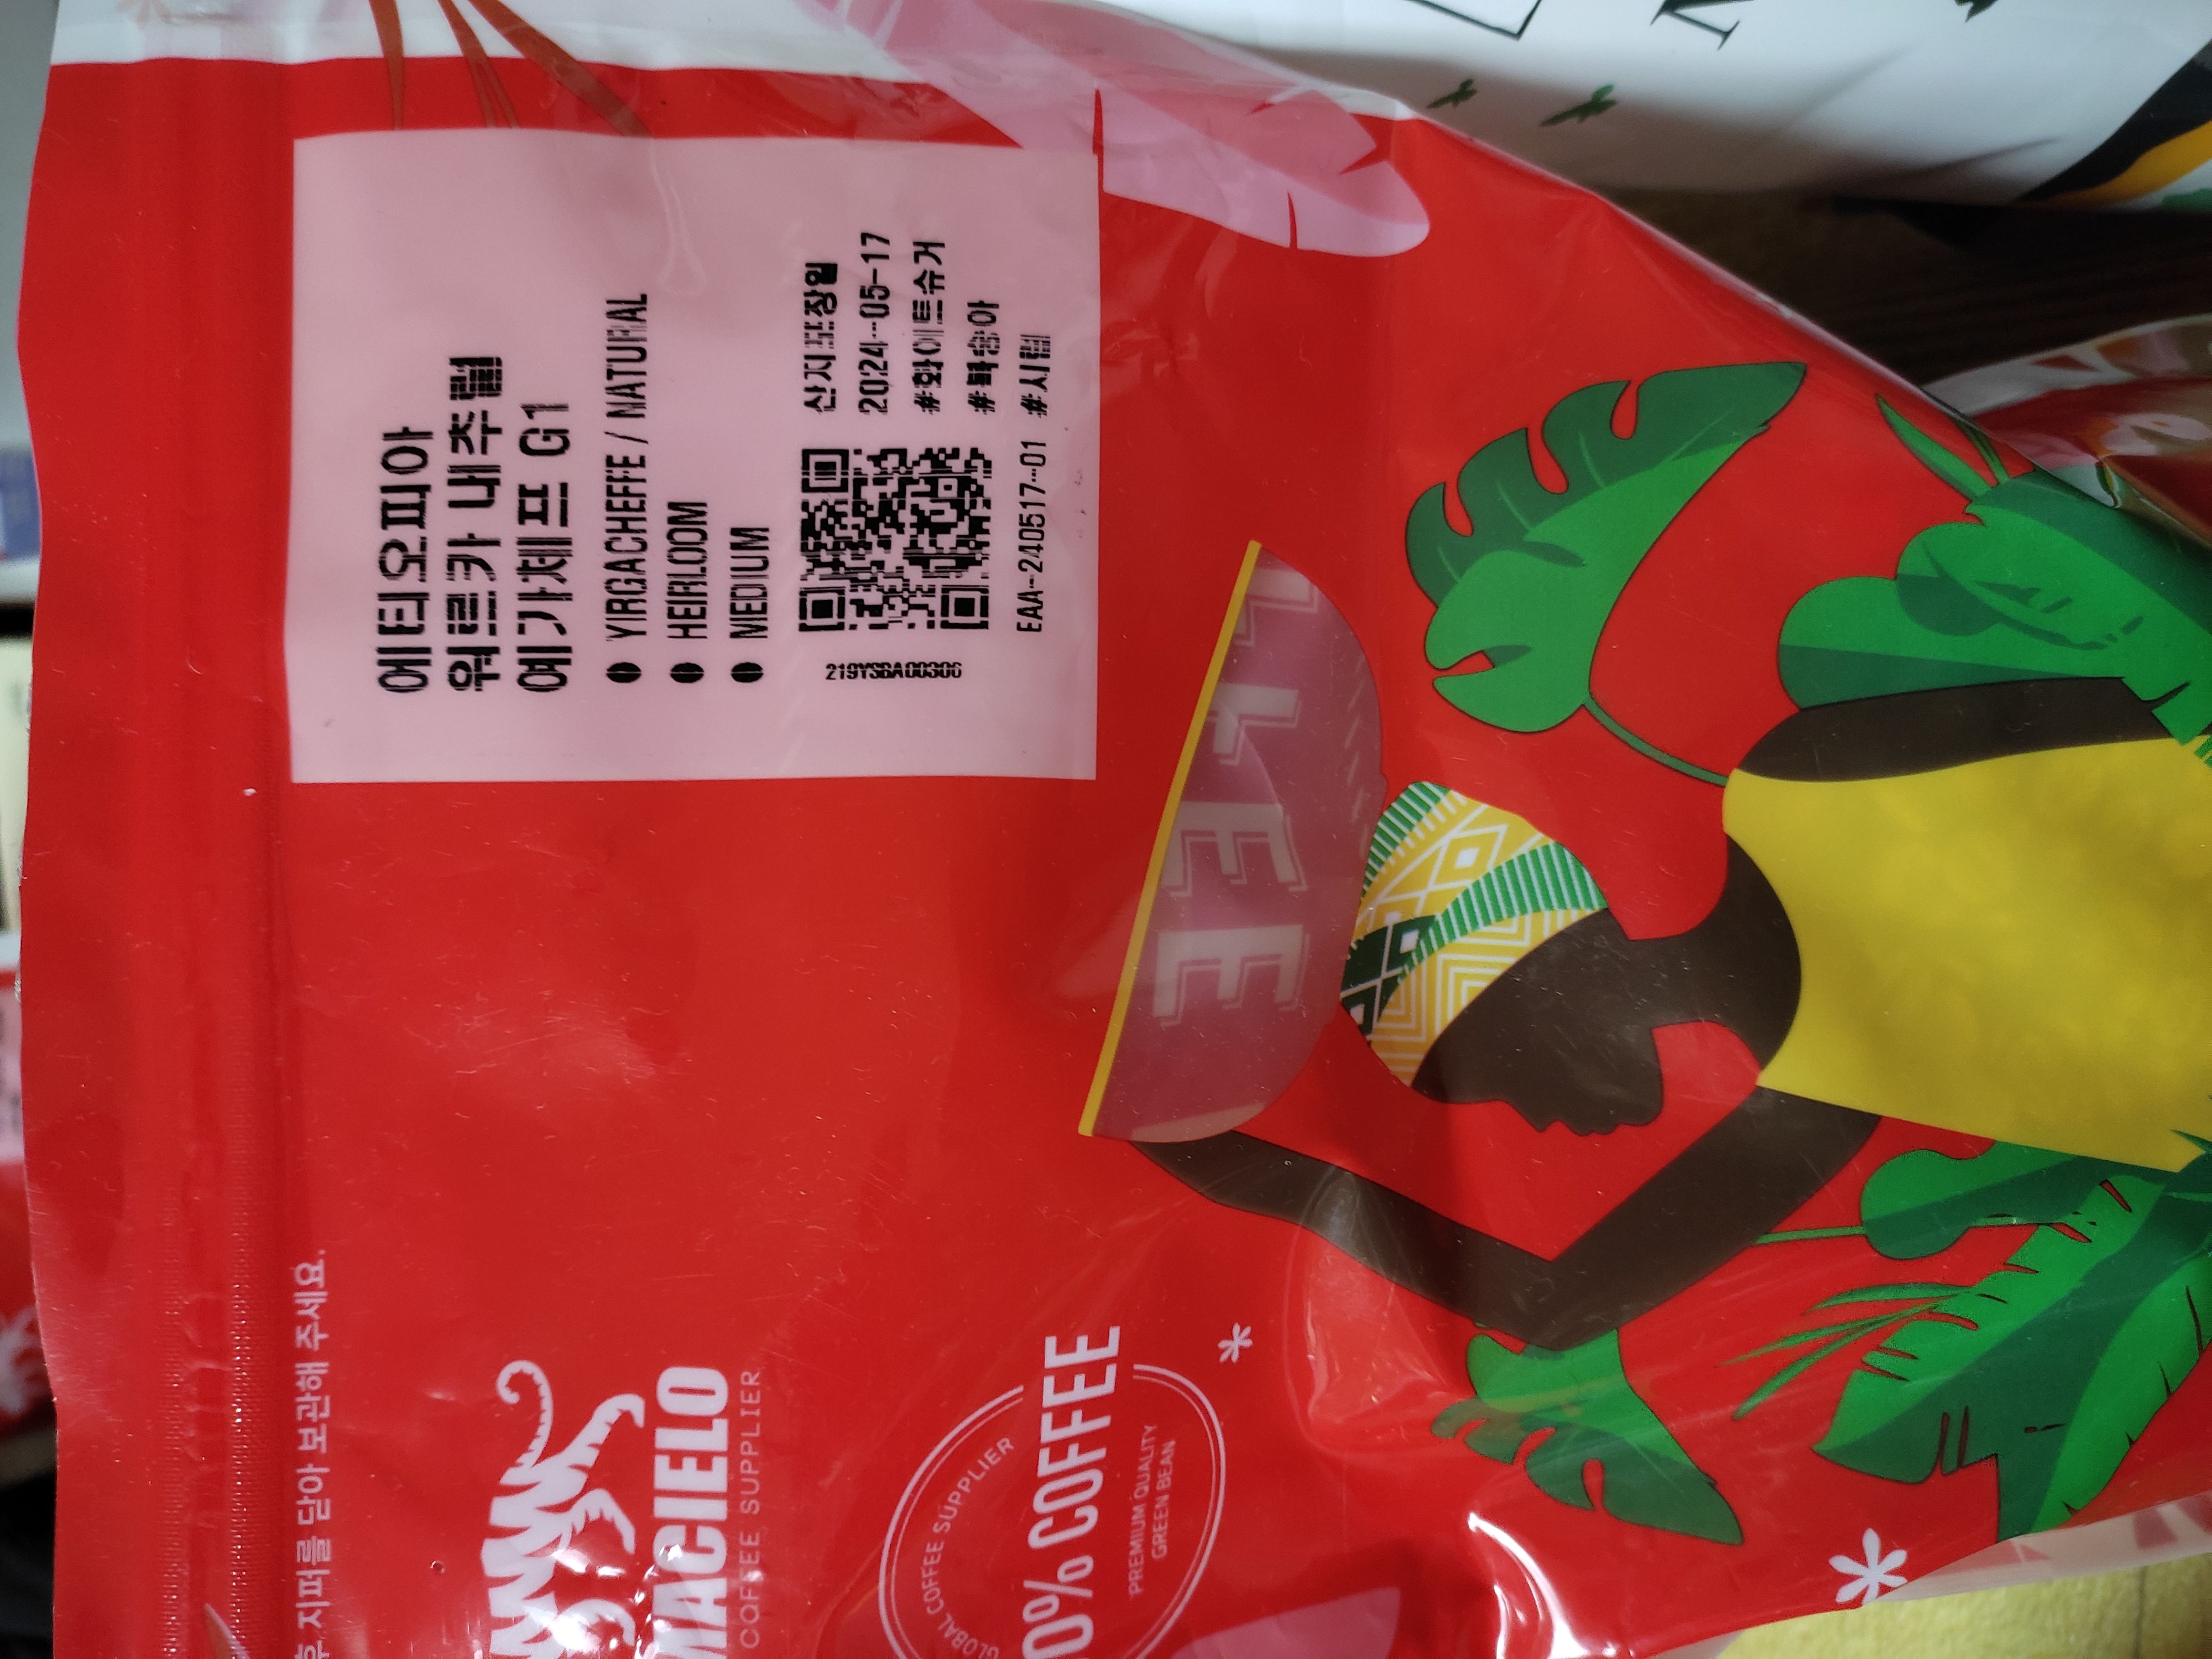 에티오피아
워르카 내추럴
예가체프 G1
YIRGACHEFFE / NATURAL
HEIRLOOM
MEDIUM
산지포장일
2024-05-17
#화이트슈거
#복숭아
#시럽
EAA-240517-01
후 지퍼를 닫아 보관해 주세요.
MACIELO
COFFEE SUPPLIER
GLOBAL COFFEE SUPPLIER
00% COFFEE
PREMIUM QUALITY
GREEN BEAN